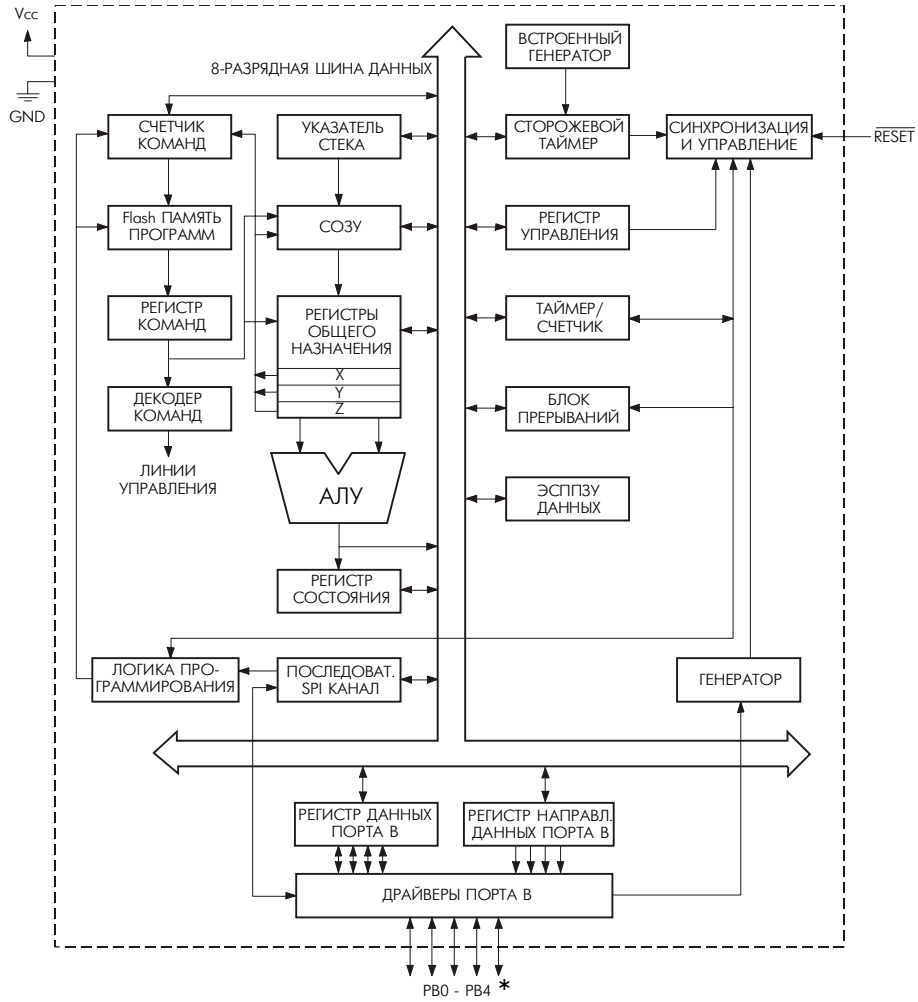 Vcc
GND
8-РАЗРЯДНАЯ ШИНА ДАННЫХ
ВСТРОЕННЫЙ
ГЕНЕРАТОР
СЧЕТЧИК
КОМАНД
УКАЗАТЕЛЬ
СТЕКА
СТОРОЖЕВОЙ
ТАЙМЕР
СИНХРОНИЗАЦИЯ
И УПРАВЛЕНИЕ
RESET
Flash ПАМЯТЬ
ПРОГРАММ
СОЗУ
РЕГИСТР
УПРАВЛЕНИЯ
РЕГИСТР
КОМАНД
РЕГИСТРЫ
ОБЩЕГО
НАЗНАЧЕНИЯ
X
Y
Z
ТАЙМЕР/
СЧЕТЧИК
ДЕКОДЕР
КОМАНД
БЛОК
ПРЕРЫВАНИЙ
ЛИНИИ
УПРАВЛЕНИЯ
АЛУ
ЭСППЗУ
ДАННЫХ
РЕГИСТР
СОСТОЯНИЯ
ЛОГИКА ПРО-
ГРАММИРОВАНИЯ
ПОСЛЕДОВАТ.
SPI КАНАЛ
ГЕНЕРАТОР
РЕГИСТР ДАННЫХ
ПОРТА B
РЕГИСТР НАПРАВЛ.
ДАННЫХ ПОРТА B
ДРАЙВЕРЫ ПОРТА B
PB0 - PB4 *